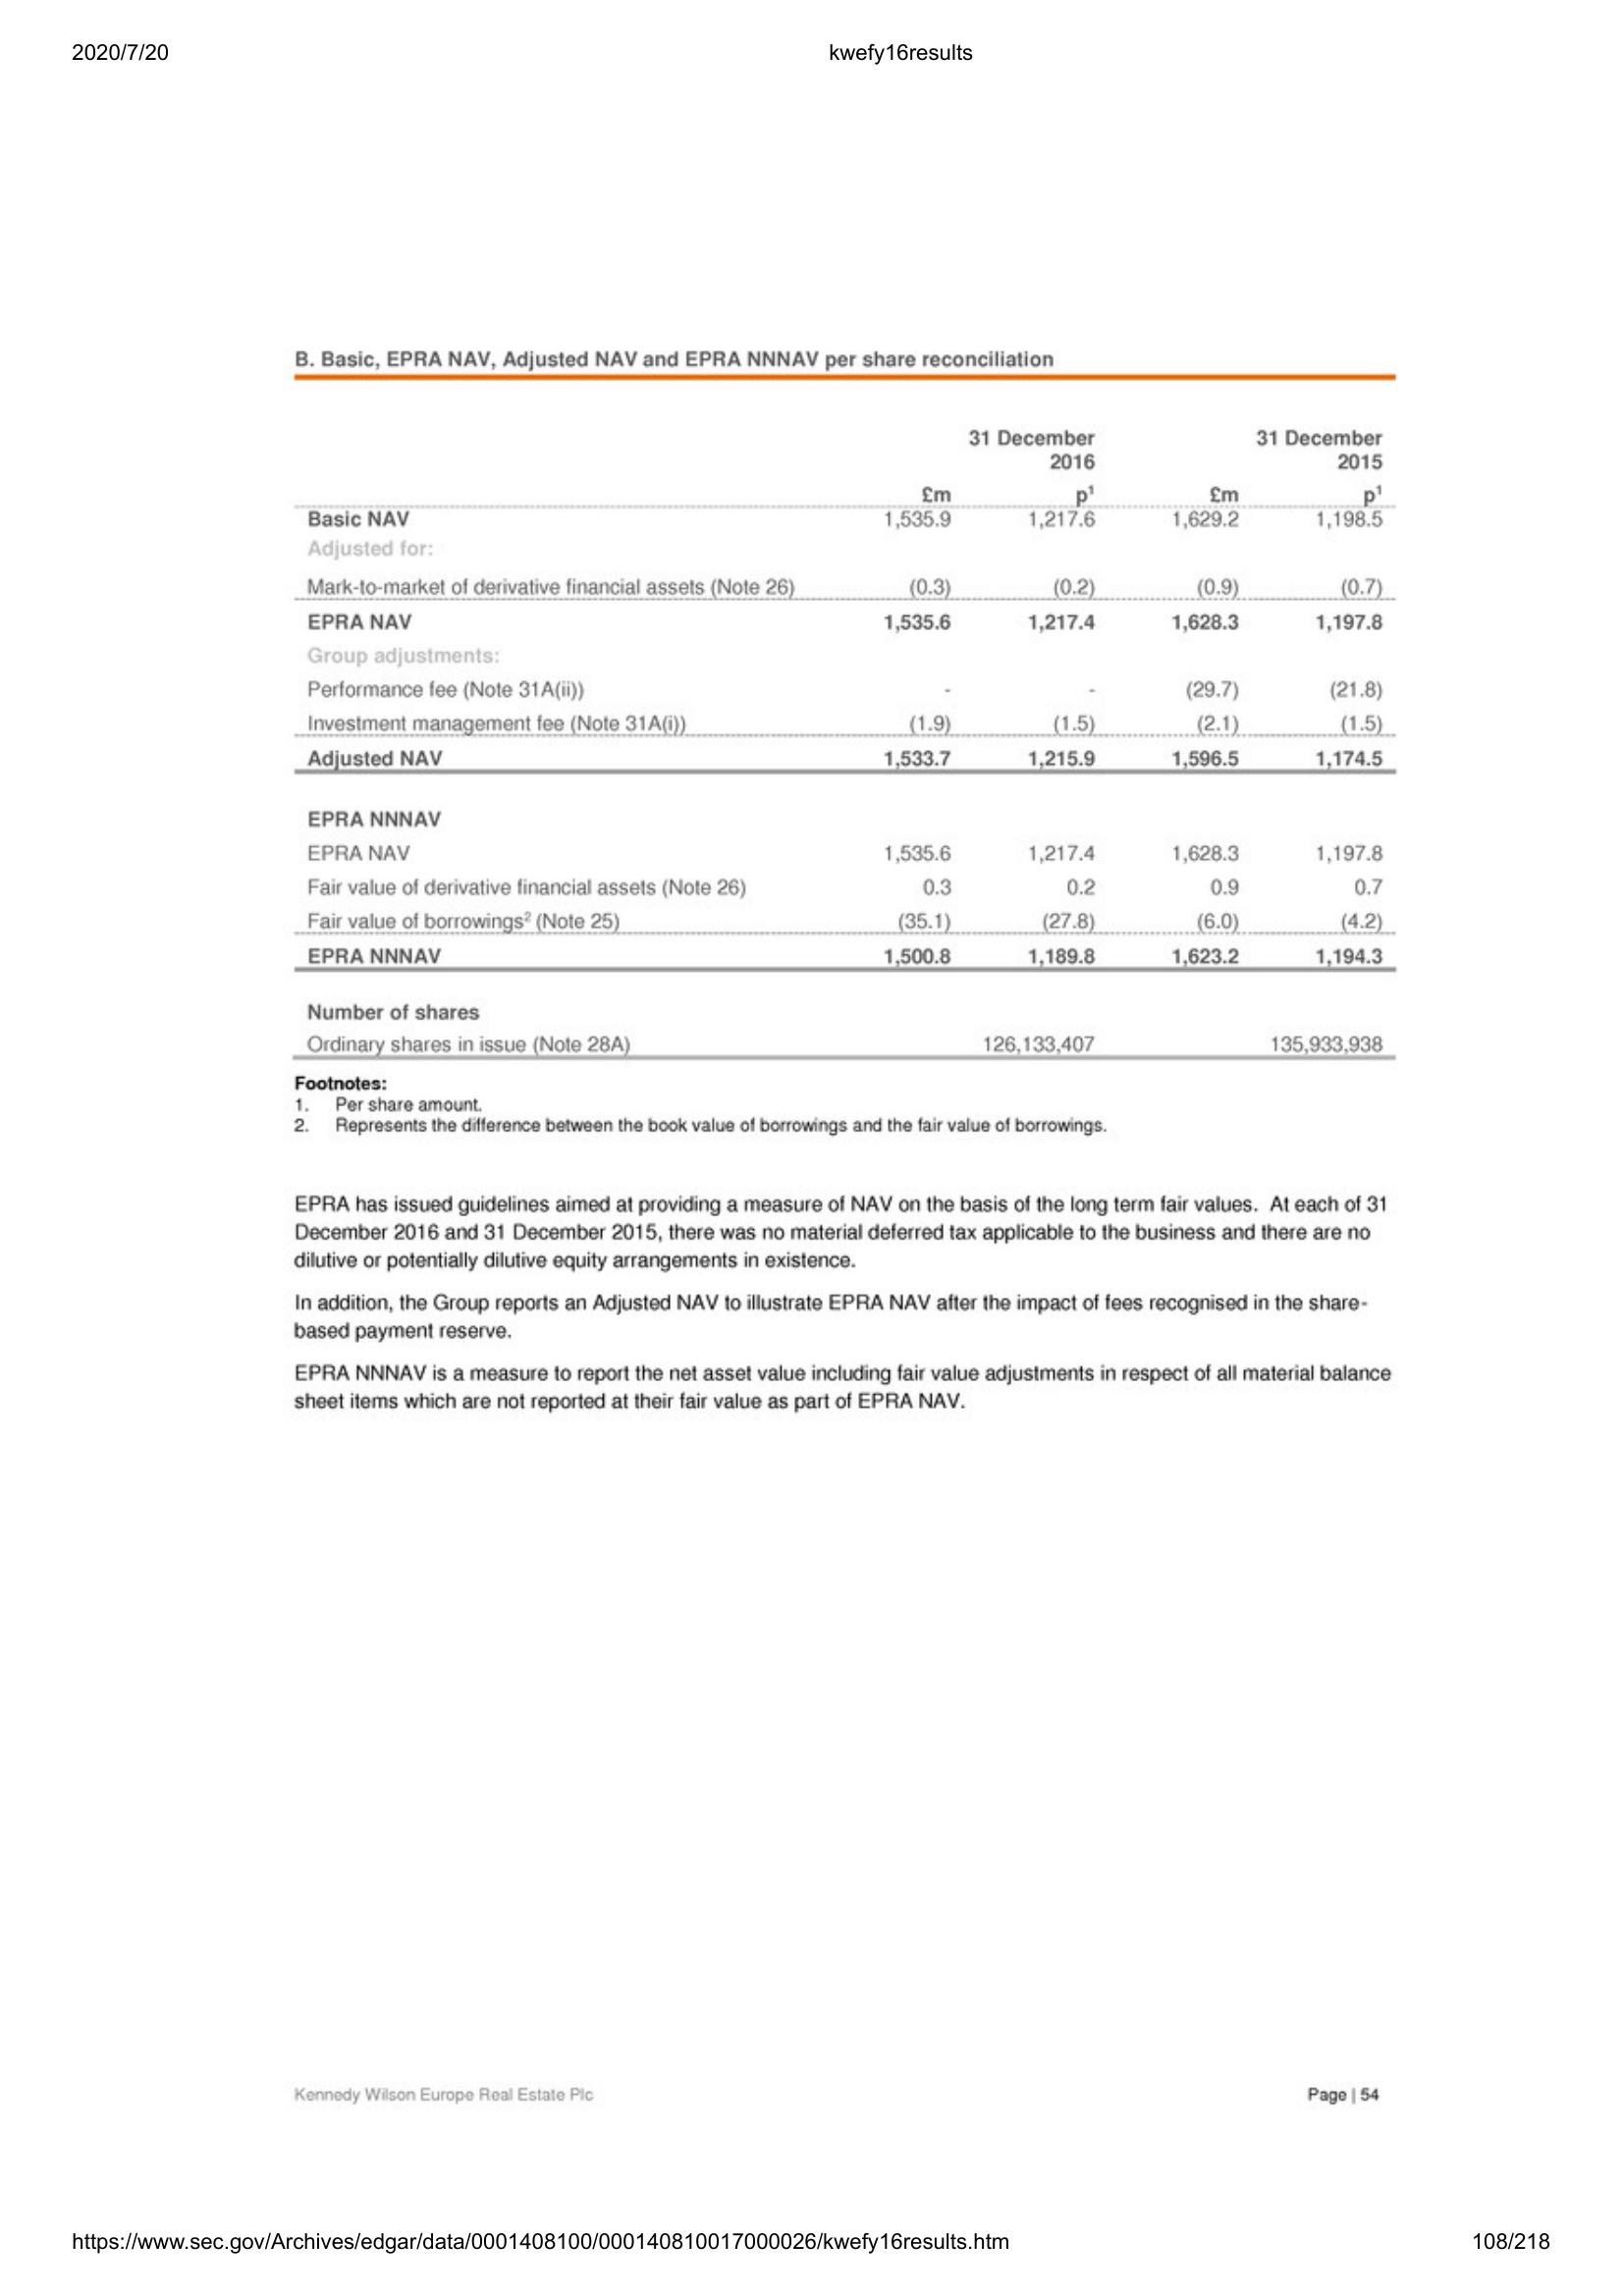 2020/7/20 kwefy16results
B. Basic, EPRA NAV, Adjusted NAV and EPRA NNNAV per share reconciliation
31 December 31 December
2016 2015
£m p¹ £m p¹
Basic NAV 1,535.9 1,217.6 1,629.2 1,198.5
Adjusted for:
Mark-to-market of derivative financial assets (Note 26) (0.3) (0.2) (0.9) (0.7)
EPRA NAV 1,535.6 1,217.4 1,628.3 1,197.8
Group adjustments:
Performance fee (Note 31A(ii)) - - (29.7) (21.8)
Investment management fee (Note 31A(i)) (1.9) (1.5) (2.1) (1.5)
Adjusted NAV 1,533.7 1,215.9 1,596.5 1,174.5
EPRA NNNAV
EPRA NAV 1,535.6 1,217.4 1,628.3 1,197.8
Fair value of derivative financial assets (Note 26) 0.3 0.2 0.9 0.7
Fair value of borrowings² (Note 25) (35.1) (27.8) (6.0) (4.2)
EPRA NNNAV 1,500.8 1,189.8 1,623.2 1,194.3
Number of shares
Ordinary shares in issue (Note 28A) 126,133,407 135,933,938
Footnotes:
1. Per share amount.
2. Represents the difference between the book value of borrowings and the fair value of borrowings.
EPRA has issued guidelines aimed at providing a measure of NAV on the basis of the long term fair values. At each of 31
December 2016 and 31 December 2015, there was no material deferred tax applicable to the business and there are no
dilutive or potentially dilutive equity arrangements in existence.
In addition, the Group reports an Adjusted NAV to illustrate EPRA NAV after the impact of fees recognised in the share-
based payment reserve.
EPRA NNNAV is a measure to report the net asset value including fair value adjustments in respect of all material balance
sheet items which are not reported at their fair value as part of EPRA NAV.
Kennedy Wilson Europe Real Estate Plc Page | 54
https://www.sec.gov/Archives/edgar/data/0001408100/000140810017000026/kwefy16results.htm 108/218